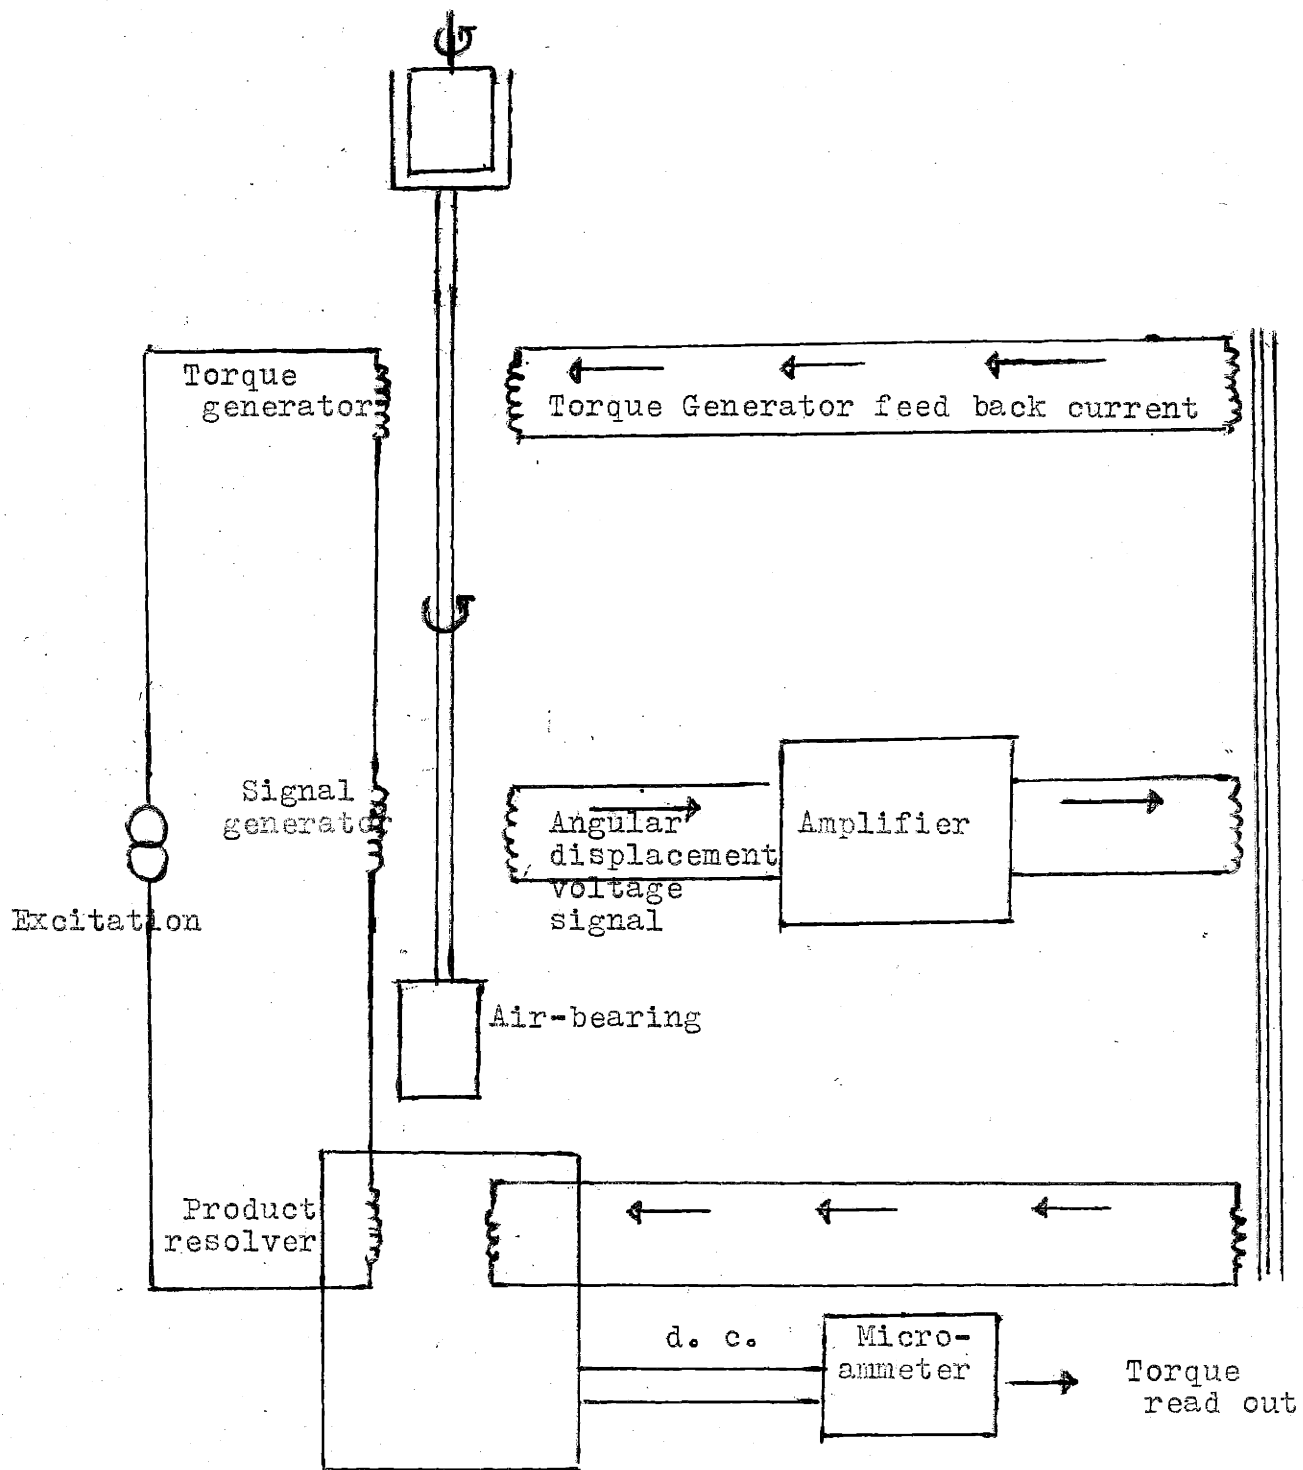 Torque
generator
Torque Generator feed back current
Signal
generator
Angular
displacement
voltage
signal
Amplifier
Excitation
Air-bearing
Product
resolver
d. c.
Micro-
ammeter
Torque
read out